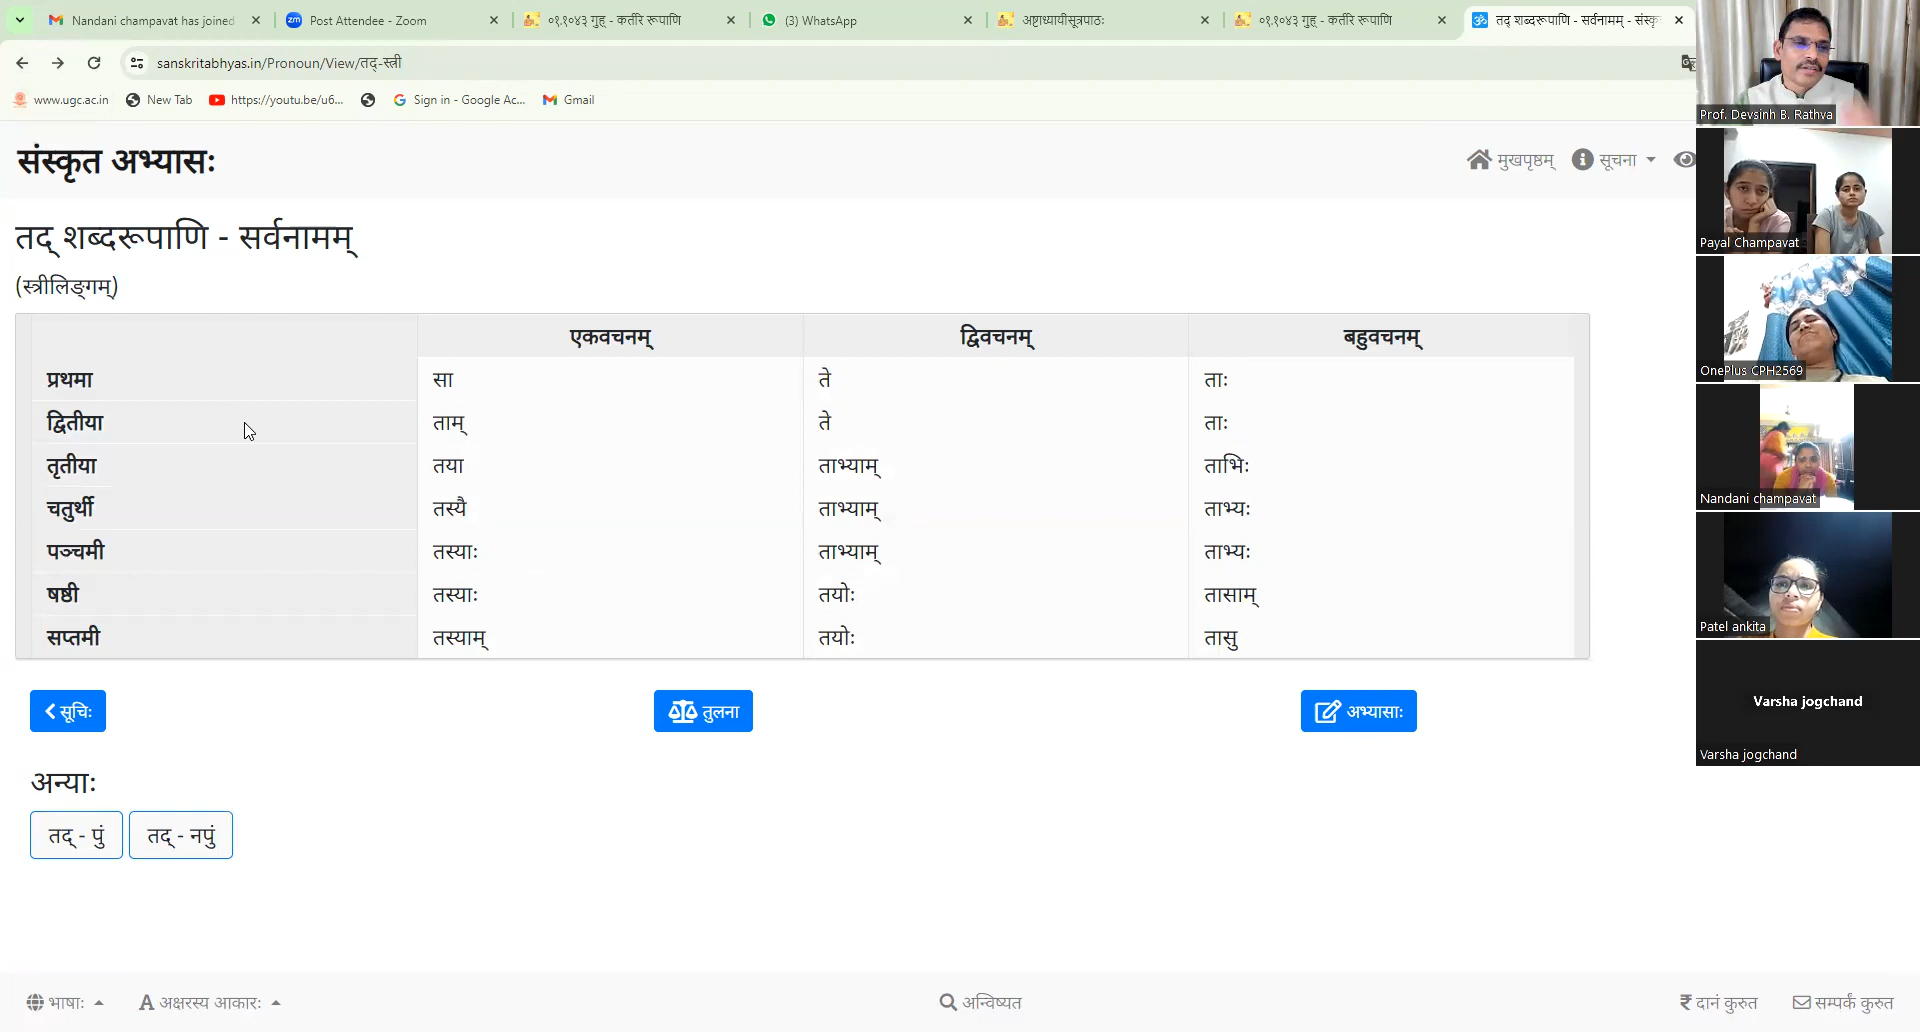 Nandani champavat has joined
Post Attendee - Zoom
०१.१०४३ गुहू - कर्तरि रूपाणि
(3) WhatsApp
अष्टाध्यायीसूत्रपाठः
०१.१०४३ गुहू - कर्तरि रूपाणि
तद् शब्दरूपाणि - सर्वनामम् - संस्कृ
sanskritabhyas.in/Pronoun/View/तद्-स्त्री
www.ugc.ac.in
New Tab
https://youtu.be/u6...
Sign in - Google Ac...
Gmail
Prof. Devsinh B. Rathva
संस्कृत अभ्यासः
मुखपृष्ठम्
सूचना
तद् शब्दरूपाणि - सर्वनामम्
(स्त्रीलिङ्गम्)
एकवचनम् द्विवचनम् बहुवचनम्
प्रथमा सा ते ताः
द्वितीया ताम् ते ताः
तृतीया तया ताभ्याम् ताभिः
चतुर्थी तस्यै ताभ्याम् ताभ्यः
पञ्चमी तस्याः ताभ्याम् ताभ्यः
षष्ठी तस्याः तयोः तासाम्
सप्तमी तस्याम् तयोः तासु
सूचिः
तुलना
अभ्यासाः
अन्याः
तद् - पुं
तद् - नपुं
Payal Champavat
OnePlus CPH2569
Nandani champavat
Patel ankita
Varsha jogchand
Varsha jogchand
भाषाः
A अक्षरस्य आकारः
अन्विष्यत
₹ दानं कुरुत
सम्पर्कं कुरुत